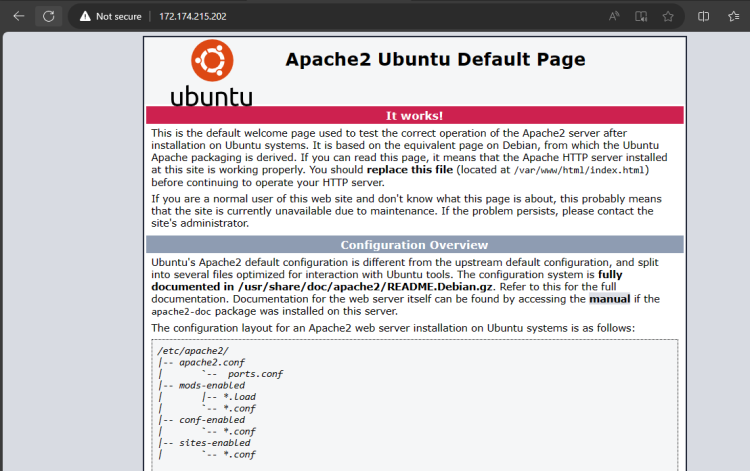 Not secure 172.174.215.202
Apache2 Ubuntu Default Page
ubuntu
It works!
This is the default welcome page used to test the correct operation of the Apache2 server after
installation on Ubuntu systems. It is based on the equivalent page on Debian, from which the Ubuntu
Apache packaging is derived. If you can read this page, it means that the Apache HTTP server installed
at this site is working properly. You should replace this file (located at /var/www/html/index.html)
before continuing to operate your HTTP server.
If you are a normal user of this web site and don't know what this page is about, this probably means
that the site is currently unavailable due to maintenance. If the problem persists, please contact the
site's administrator.
Configuration Overview
Ubuntu's Apache2 default configuration is different from the upstream default configuration, and split
into several files optimized for interaction with Ubuntu tools. The configuration system is fully
documented in /usr/share/doc/apache2/README.Debian.gz. Refer to this for the full
documentation. Documentation for the web server itself can be found by accessing the manual if the
apache2-doc package was installed on this server.
The configuration layout for an Apache2 web server installation on Ubuntu systems is as follows:
/etc/apache2/
|-- apache2.conf
|       `--  ports.conf
|-- mods-enabled
|       |-- *.load
|       `-- *.conf
|-- conf-enabled
|       `-- *.conf
|-- sites-enabled
|       `-- *.conf